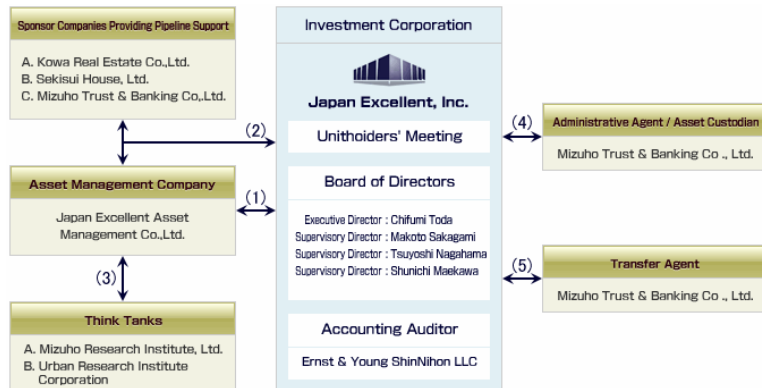 Sponsor Companies Providing Pipeline Support
A. Kowa Real Estate Co.,Ltd.
B. Sekisui House, Ltd.
C. Mizuho Trust & Banking Co,.Ltd.
(2)
Asset Management Company
Japan Excellent Asset
Management Co.,Ltd.
(1)
(3)
Think Tanks
A. Mizuho Research Institute, Ltd.
B. Urban Research Institute
Corporation
Investment Corporation
Japan Excellent, Inc.
Unithoiders' Meeting
Board of Directors
Executive Director : Chifumi Toda
Supervisory Director : Makoto Sakagami
Supervisory Director : Tsuyoshi Nagahama
Supervisory Director : Shunichi Maekawa
Accounting Auditor
Ernst & Young ShinNihon LLC
(4)
Administrative Agent / Asset Custodian
Mizuho Trust & Banking Co ., Ltd.
(5)
Transfer Agent
Mizuho Trust & Banking Co ., Ltd.